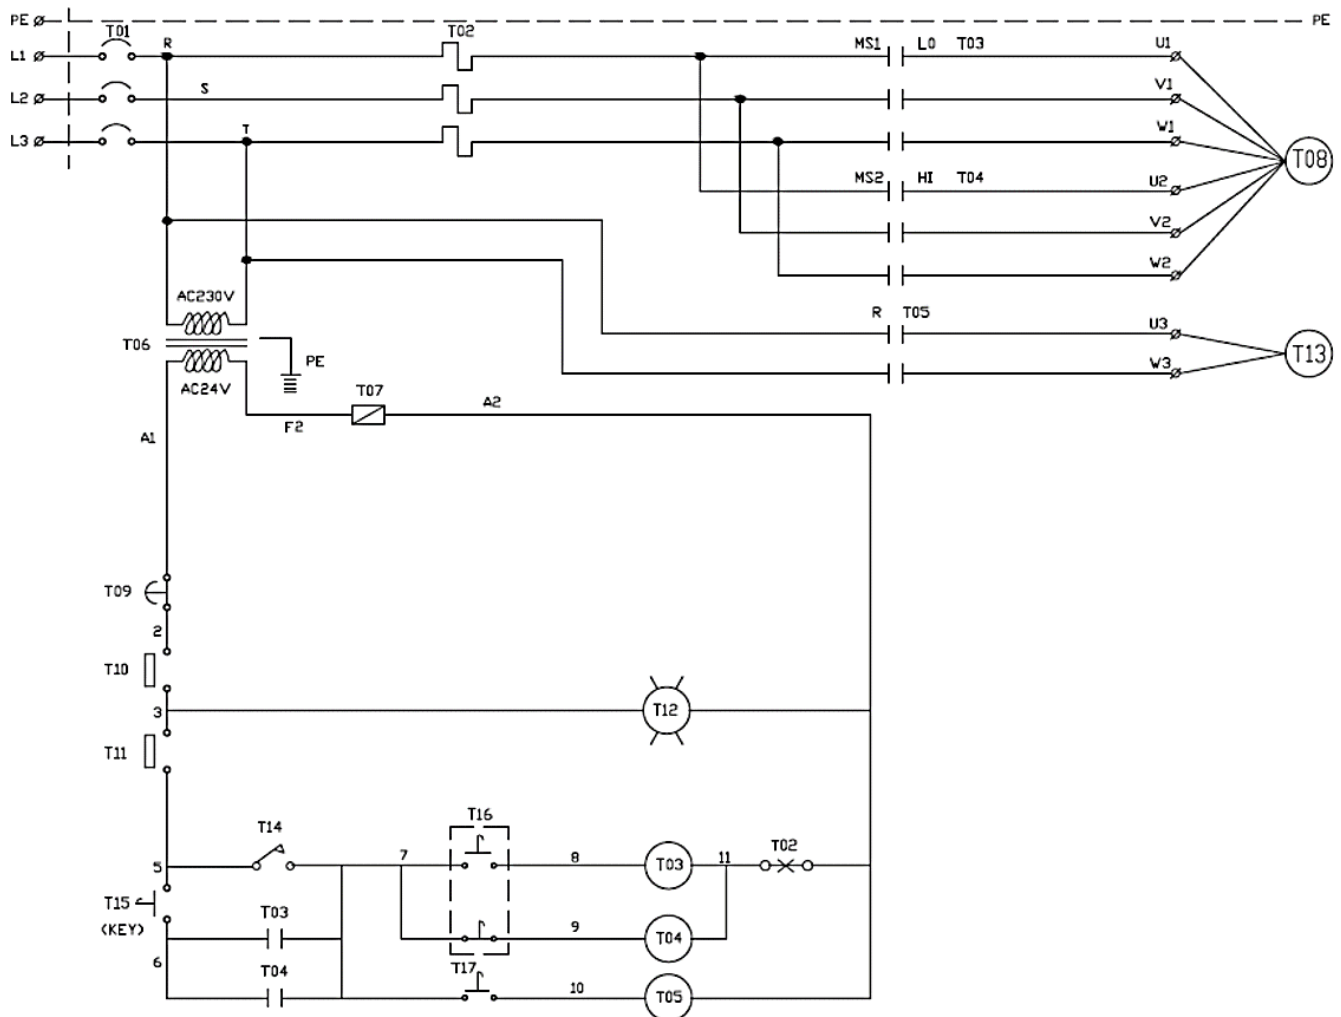 PE PE
T01 R T02
L1 MS1 L0 T03 U1
L2 S V1
L3 T W1
T08
MS2 HI T04 U2
V2
W2
AC230V
R T05 U3
T06
PE
W3
T13
AC24V
T07
A2
F2
A1
T09
2
T10
3
T12
T11
T14 T16
5 7 8 T03 11 T02
T15
(KEY)
T03 9 T04
6
T04 T17 10 T05